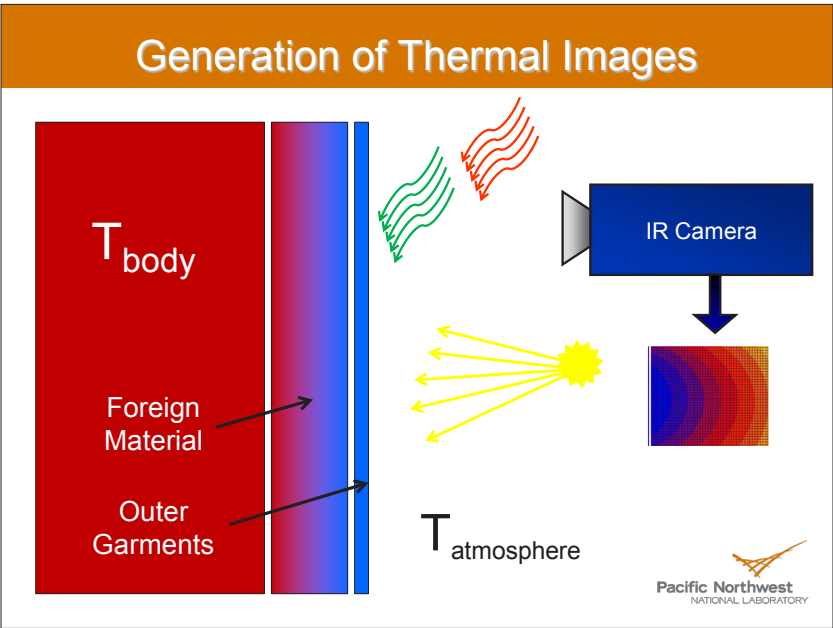 Generation of Thermal Images
T body
IR Camera
Foreign
Material
Outer
Garments
T atmosphere
Pacific Northwest
NATIONAL LABORATORY